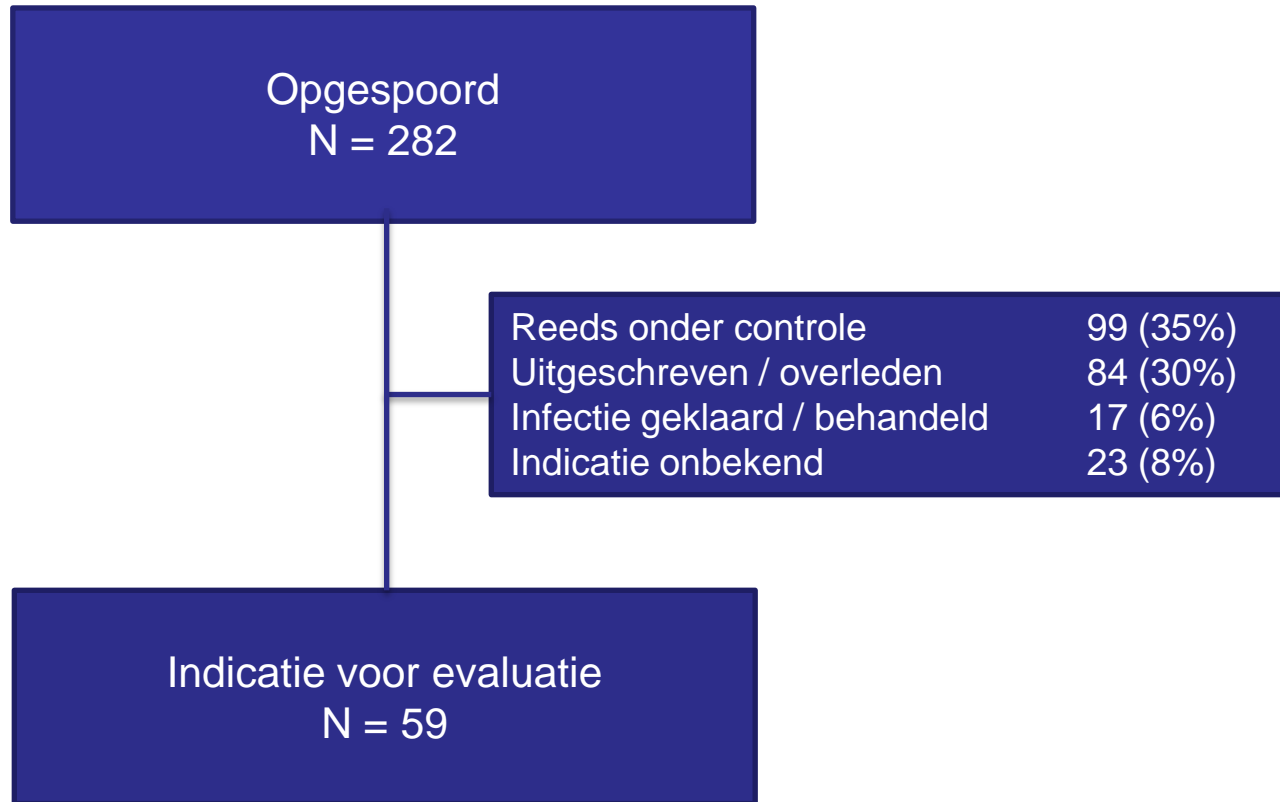 Opgespoord
N = 282
Reeds onder controle 99 (35%)
Uitgeschreven / overleden 84 (30%)
Infectie geklaard / behandeld 17 (6%)
Indicatie onbekend 23 (8%)
Indicatie voor evaluatie
N = 59